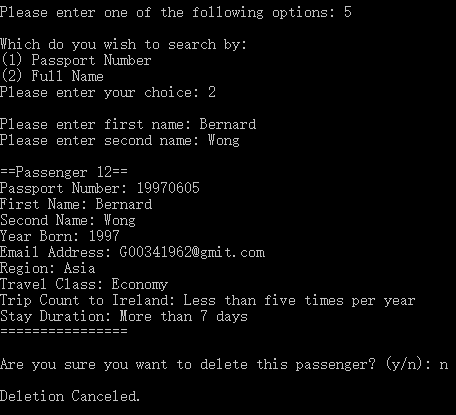 Please enter one of the following options: 5
Which do you wish to search by:
(1) Passport Number
(2) Full Name
Please enter your choice: 2
Please enter first name: Bernard
Please enter second name: Wong
==Passenger 12==
Passport Number: 19970605
First Name: Bernard
Second Name: Wong
Year Born: 1997
Email Address: G00341962@gmit.com
Region: Asia
Travel Class: Economy
Trip Count to Ireland: Less than five times per year
Stay Duration: More than 7 days
================
Are you sure you want to delete this passenger? (y/n): n
Deletion Canceled.